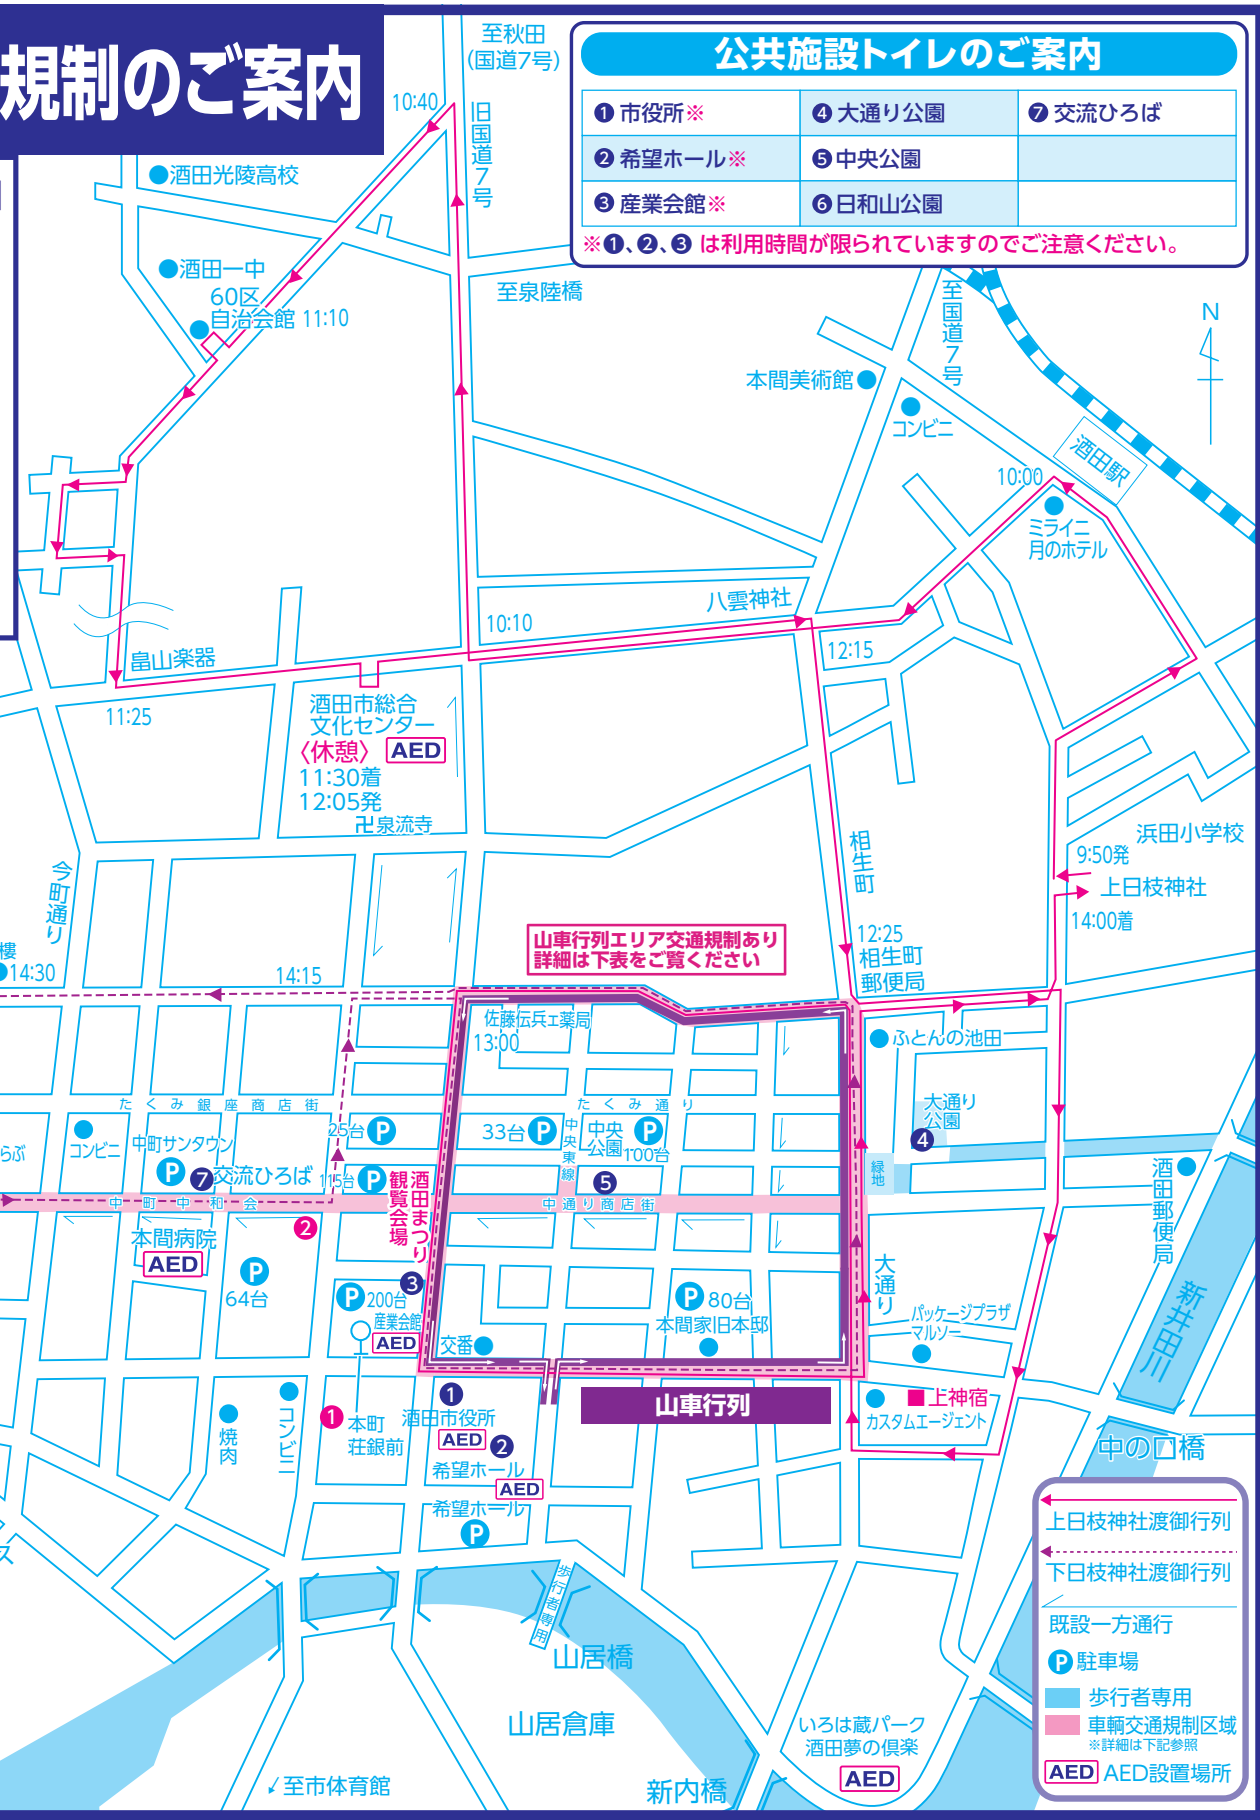 規制のご案内
至秋田
(国道7号)
公共施設トイレのご案内
❶市役所※
❹大通り公園
❼交流ひろば
❷希望ホール※
❺中央公園
❸産業会館※
❻日和山公園
※❶、❷、❸は利用時間が限られていますのでご注意ください。
10:40
旧国道7号
酒田光陵高校
酒田一中
60区
自治会館 11:10
至泉陸橋
至国道7号
N
本間美術館
コンビニ
酒田駅
10:00
ミライニ
月のホテル
八雲神社
10:10
12:15
畠山楽器
11:25
酒田市総合
文化センター
〈休憩〉 AED
11:30着
12:05発
卍泉流寺
今町通り
相生町
浜田小学校
9:50発
上日枝神社
14:00着
山車行列エリア交通規制あり
詳細は下表をご覧ください
12:25
相生町
郵便局
樓
14:30
14:15
佐藤伝兵エ薬局
13:00
ふとんの池田
たくみ銀座商店街
たくみ通り
大通り
公園
4
らぶ
コンビニ
中町サンタウン
P
7
交流ひろば
25台 P
115台 P
33台 P
中央東線
中央
公園
P
100台
5
緑地
酒田郵便局
中町中和会
中通り商店街
酒田まつり
観覧会場
2
本間病院
AED
P
64台
3
P 200台
産業会館
AED
交番
P 80台
本間家旧本邸
大通り
パッケージプラザ
マルソー
新井田川
山車行列
上神宿
カスタムエージェント
焼肉
コンビニ
1
本町
荘銀前
1
酒田市役所
AED
2
希望ホール
AED
希望ホール
P
中の口橋
ス
歩行者専用
山居橋
山居倉庫
至市体育館
新内橋
いろは蔵パーク
酒田夢の倶楽
AED
上日枝神社渡御行列
下日枝神社渡御行列
既設一方通行
P 駐車場
歩行者専用
車輌交通規制区域
※詳細は下記参照
AED AED設置場所